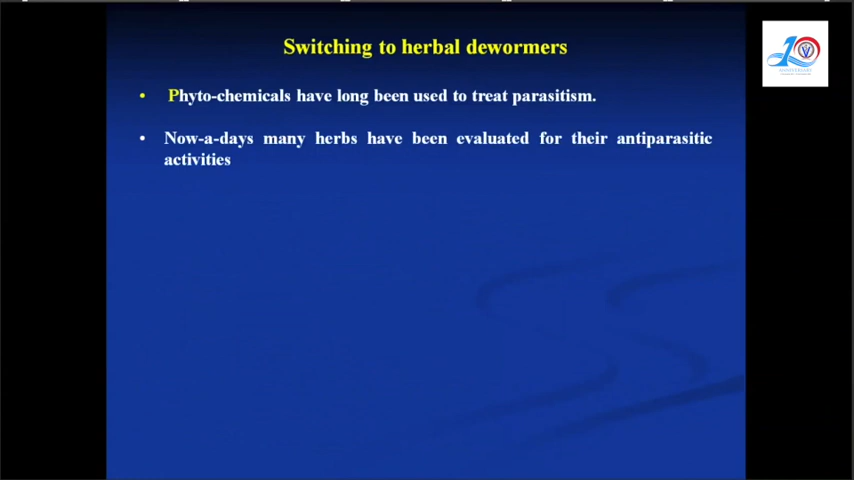 Switching to herbal dewormers
• Phyto-chemicals have long been used to treat parasitism.
• Now-a-days many herbs have been evaluated for their antiparasitic
activities
10